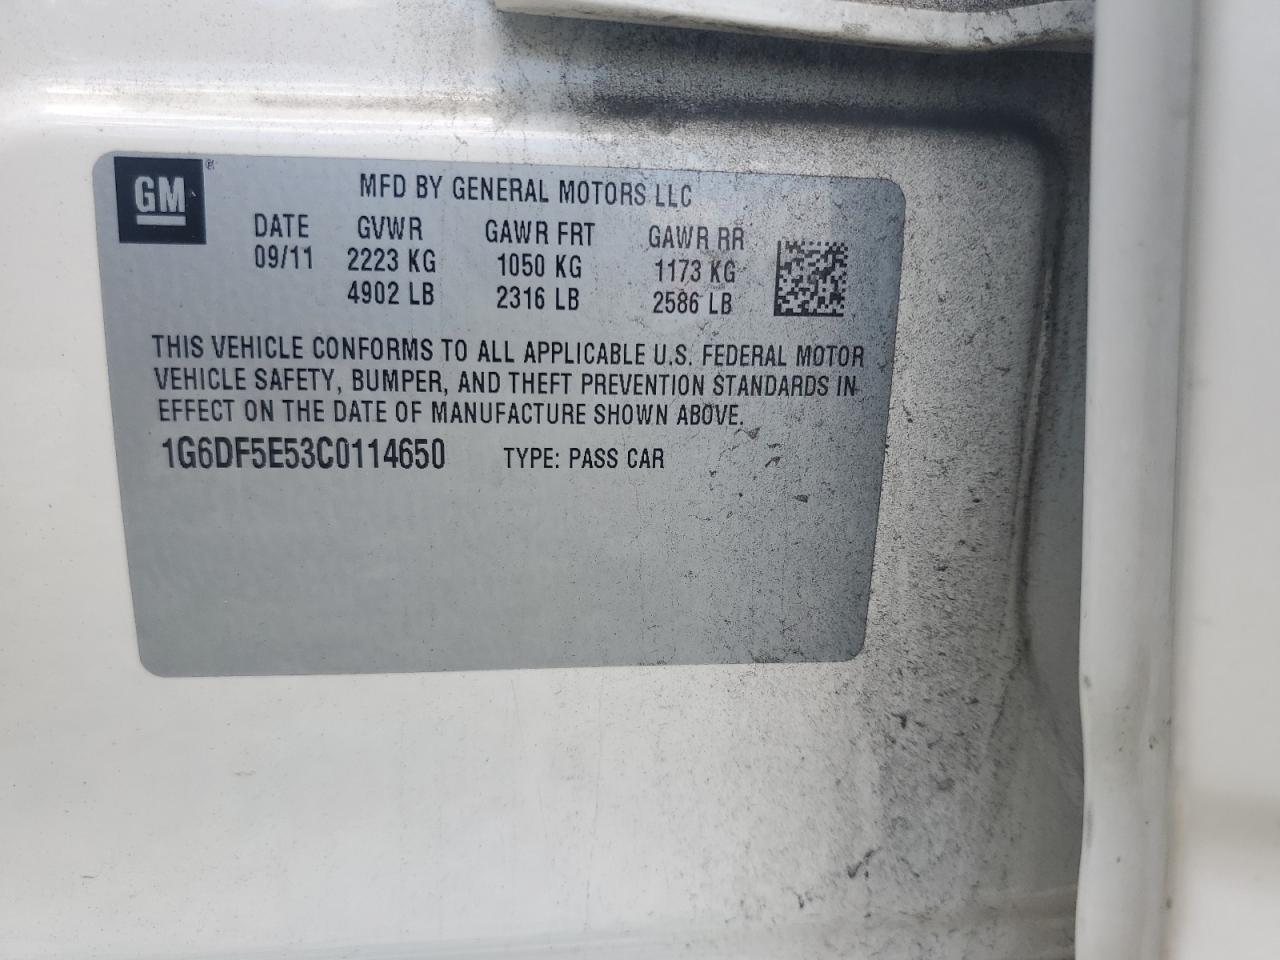 GM ®
MFD BY GENERAL MOTORS LLC
DATE GVWR GAWR FRT GAWR RR
09/11 2223 KG 1050 KG 1173 KG
4902 LB 2316 LB 2586 LB
THIS VEHICLE CONFORMS TO ALL APPLICABLE U.S. FEDERAL MOTOR
VEHICLE SAFETY, BUMPER, AND THEFT PREVENTION STANDARDS IN
EFFECT ON THE DATE OF MANUFACTURE SHOWN ABOVE.
1G6DF5E53C0114650 TYPE: PASS CAR